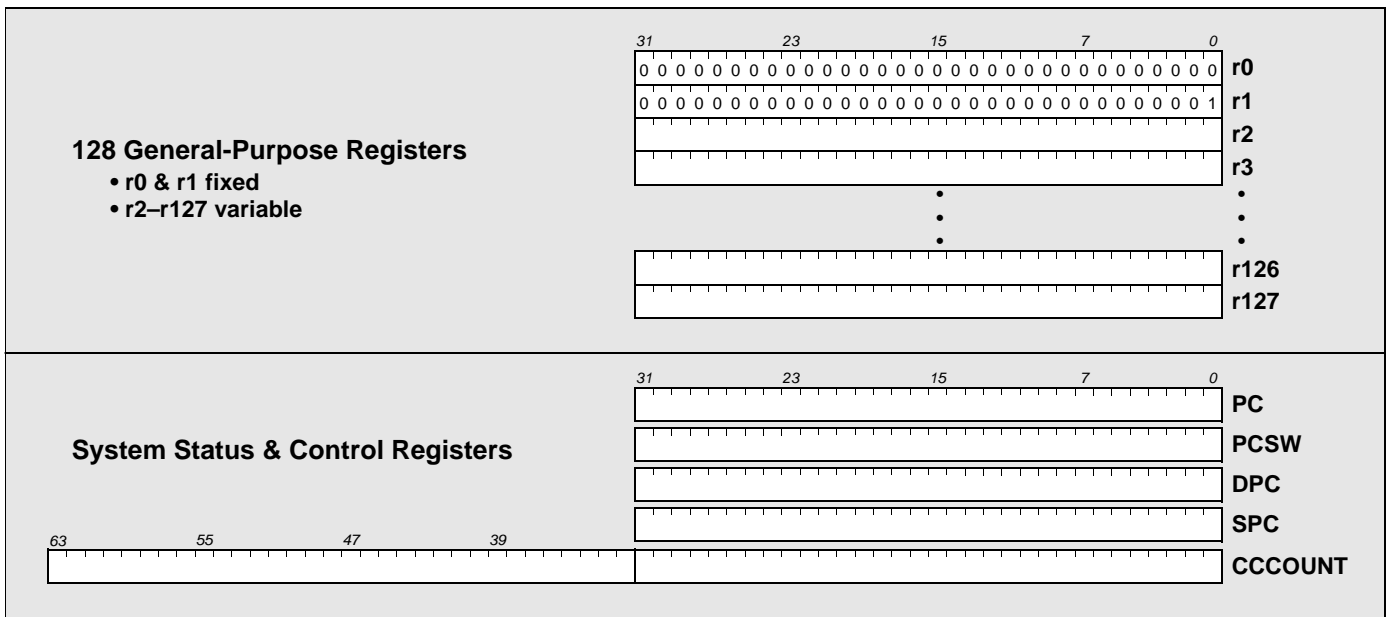 31 23 15 7 0
0 0 0 0 0 0 0 0 0 0 0 0 0 0 0 0 0 0 0 0 0 0 0 0 0 0 0 0 0 0 0 0 r0
0 0 0 0 0 0 0 0 0 0 0 0 0 0 0 0 0 0 0 0 0 0 0 0 0 0 0 0 0 0 0 1 r1
r2
128 General-Purpose Registers
r3
• r0 & r1 fixed
• r2–r127 variable
r126
r127
31 23 15 7 0
PC
System Status & Control Registers
PCSW
DPC
SPC
63 55 47 39
CCCOUNT